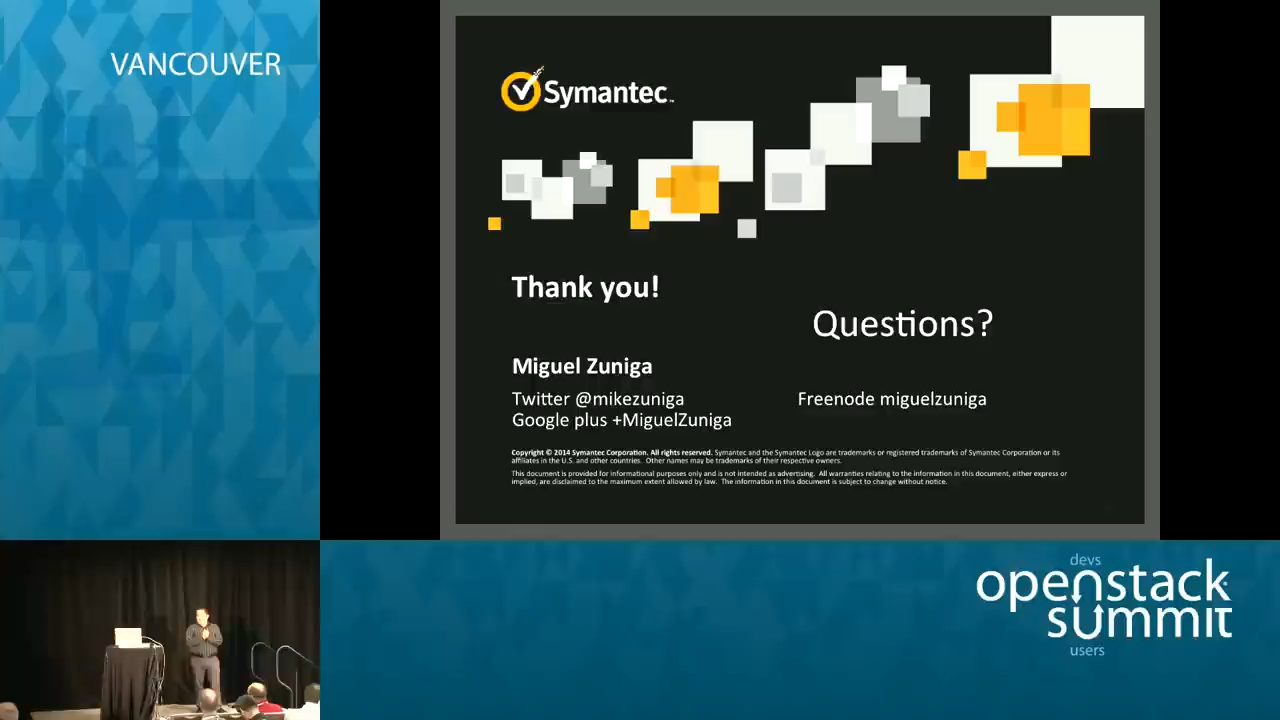 VANCOUVER
Symantec™
Thank you!
Questions?
Miguel Zuniga
Twitter @mikezuniga
Google plus +MiguelZuniga
Freenode miguelzuniga
Copyright © 2014 Symantec Corporation. All rights reserved. Symantec and the Symantec Logo are trademarks or registered trademarks of Symantec Corporation or its
affiliates in the U.S. and other countries. Other names may be trademarks of their respective owners.
This document is provided for informational purposes only and is not intended as advertising. All warranties relating to the information in this document, either express or
implied, are disclaimed to the maximum extent allowed by law. The information in this document is subject to change without notice.
devs
openstack
summit
users